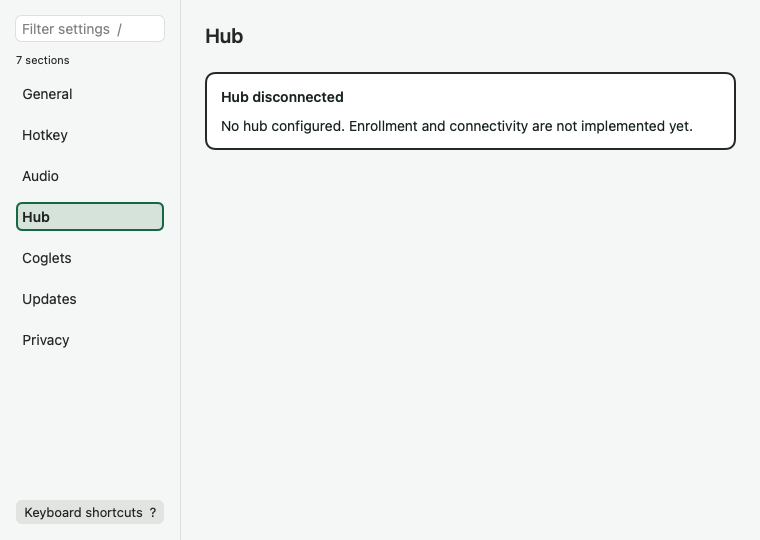 Filter settings /
7 sections
General
Hotkey
Audio
Hub
Coglets
Updates
Privacy
Keyboard shortcuts ?
Hub
Hub disconnected
No hub configured. Enrollment and connectivity are not implemented yet.